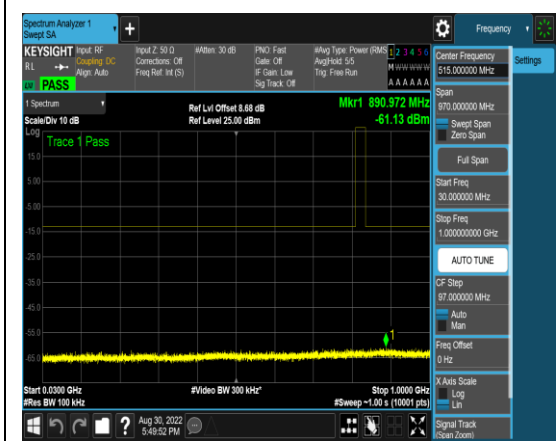 Spectrum Analyzer 1
Swept SA
Frequency
KEYSIGHT
RL
PASS
Input: RF
Coupling: DC
Align: Auto
Input Z: 50 Ω
Corrections: Off
Freq Ref: Int (S)
#Atten: 30 dB
PNO: Fast
Gate: Off
IF Gain: Low
Sig Track: Off
#Avg Type: Power (RMS
Avg|Hold: 5/5
Trig: Free Run
1 2 3 4 5 6
M W W W W W
A A A A A A
1 Spectrum
Scale/Div 10 dB
Log
Ref Lvl Offset 8.68 dB
Ref Level 25.00 dBm
Mkr1 890.972 MHz
-61.13 dBm
Trace 1 Pass
15.0
5.00
-5.00
-15.0
-25.0
-35.0
-45.0
-55.0
-65.0
1
Start 0.0300 GHz
#Res BW 100 kHz
#Video BW 300 kHz*
Stop 1.0000 GHz
#Sweep ~1.00 s (10001 pts)
Aug 30, 2022
5:49:52 PM
Center Frequency
515.000000 MHz
Span
970.000000 MHz
Swept Span
Zero Span
Full Span
Start Freq
30.000000 MHz
Stop Freq
1.000000000 GHz
AUTO TUNE
CF Step
97.000000 MHz
Auto
Man
Freq Offset
0 Hz
X Axis Scale
Log
Lin
Signal Track
(Span Zoom)
Settings